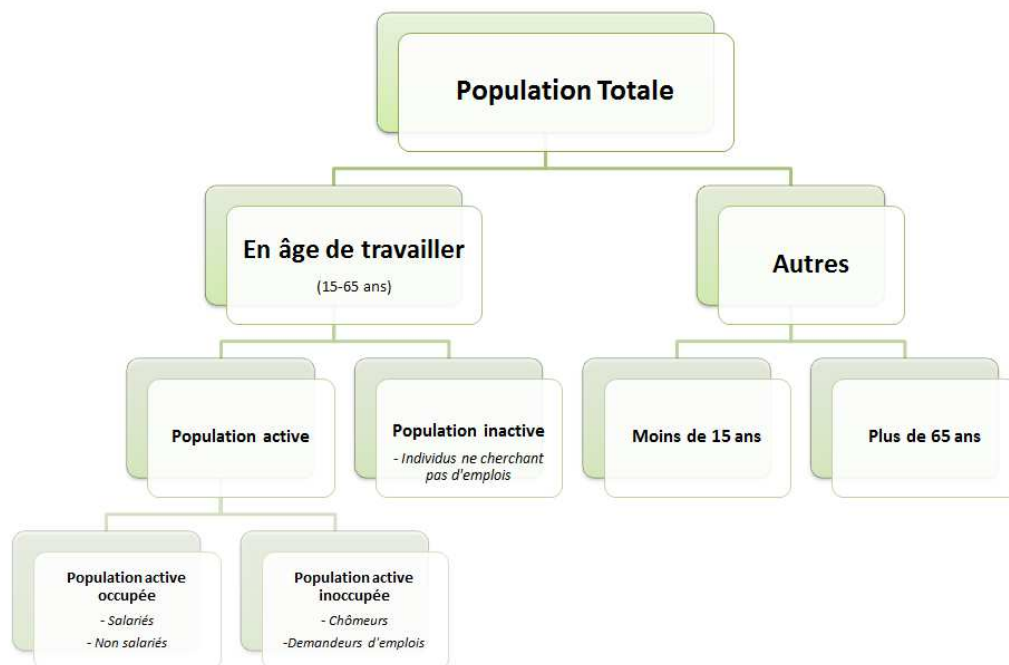 Population Totale
En âge de travailler
(15-65 ans)
Autres
Population active
Population inactive
- Individus ne cherchant
pas d'emplois
Moins de 15 ans
Plus de 65 ans
Population active
occupée
- Salariés
- Non salariés
Population active
inoccupée
- Chômeurs
-Demandeurs d'emplois